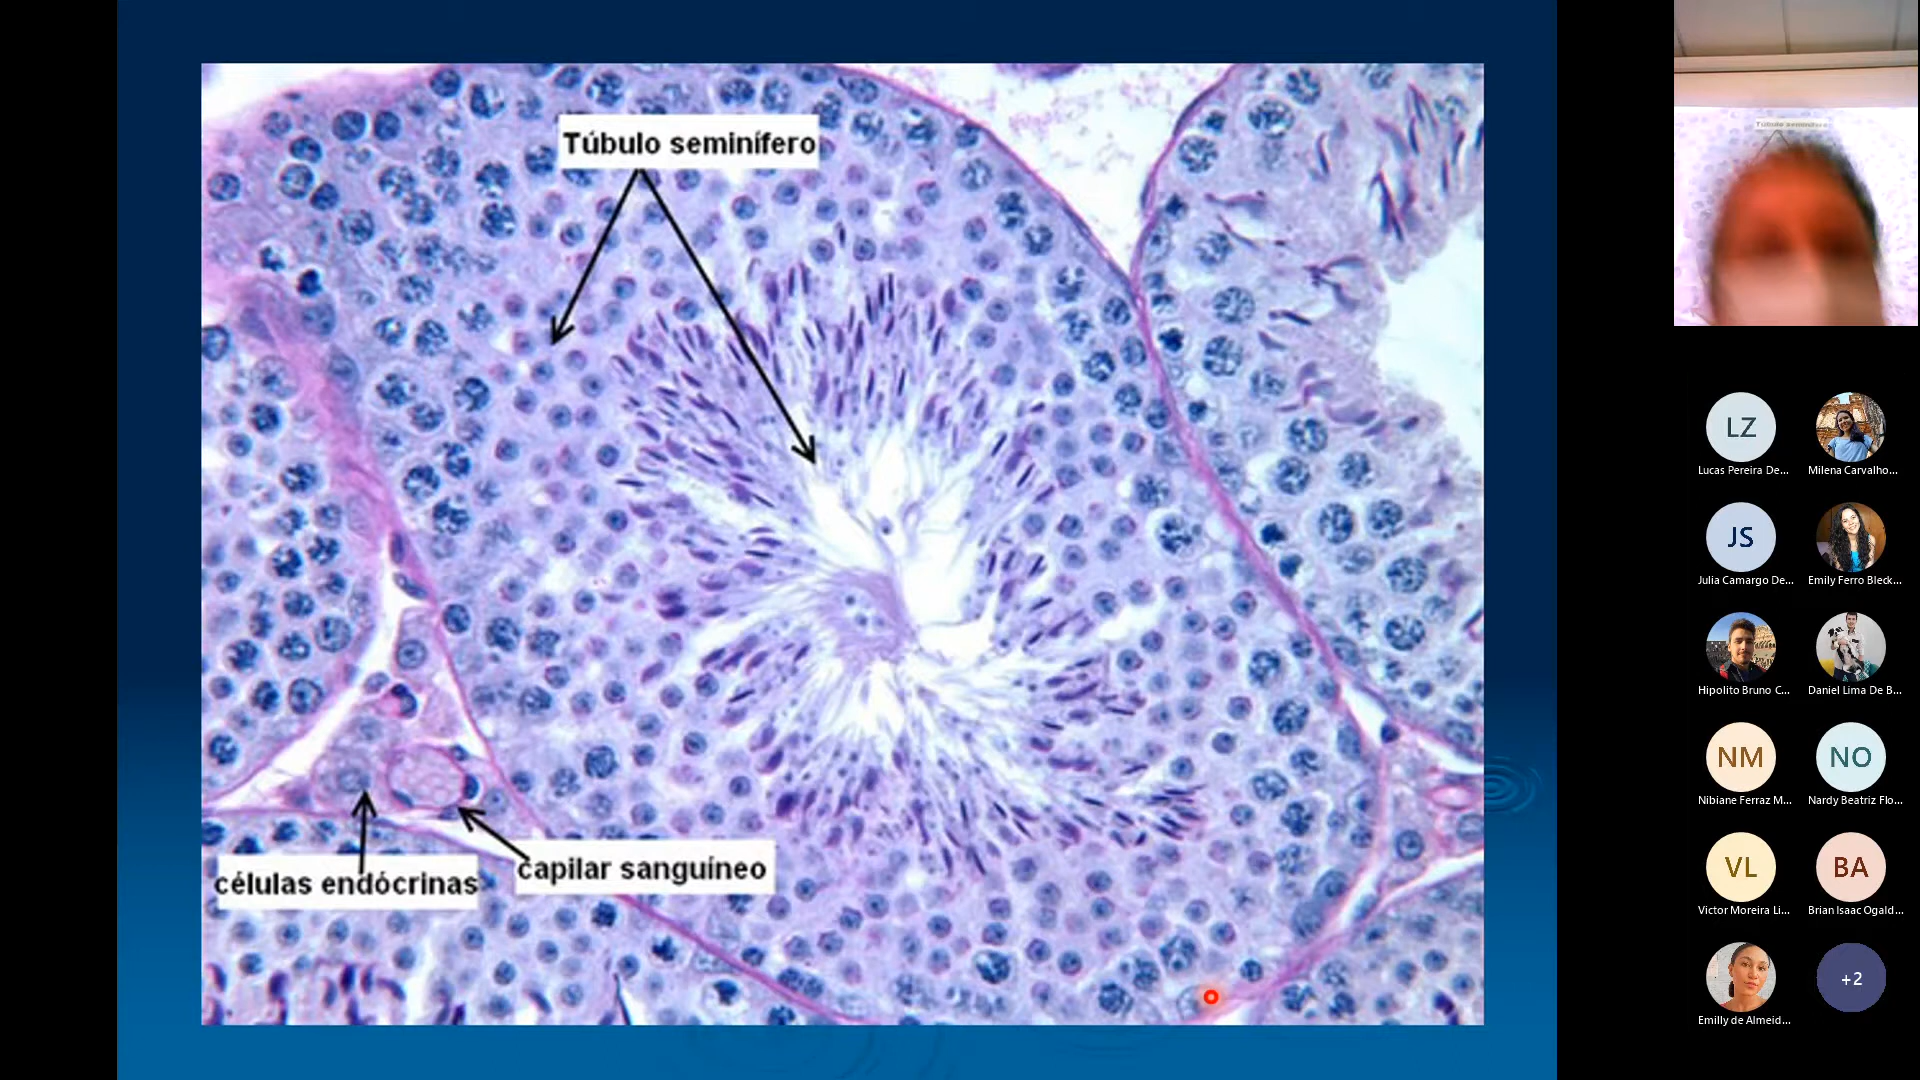 Túbulo seminífero
células endócrinas
capilar sanguíneo
Túbulo seminífero
LZ
Lucas Pereira De...
Milena Carvalho...
JS
Julia Camargo De...
Emily Ferro Bleck...
Hipolito Bruno C...
Daniel Lima De B...
NM
Nibiane Ferraz M...
NO
Nardy Beatriz Flo...
VL
Victor Moreira Li...
BA
Brian Isaac Ogald...
Emilly de Almeid...
+2